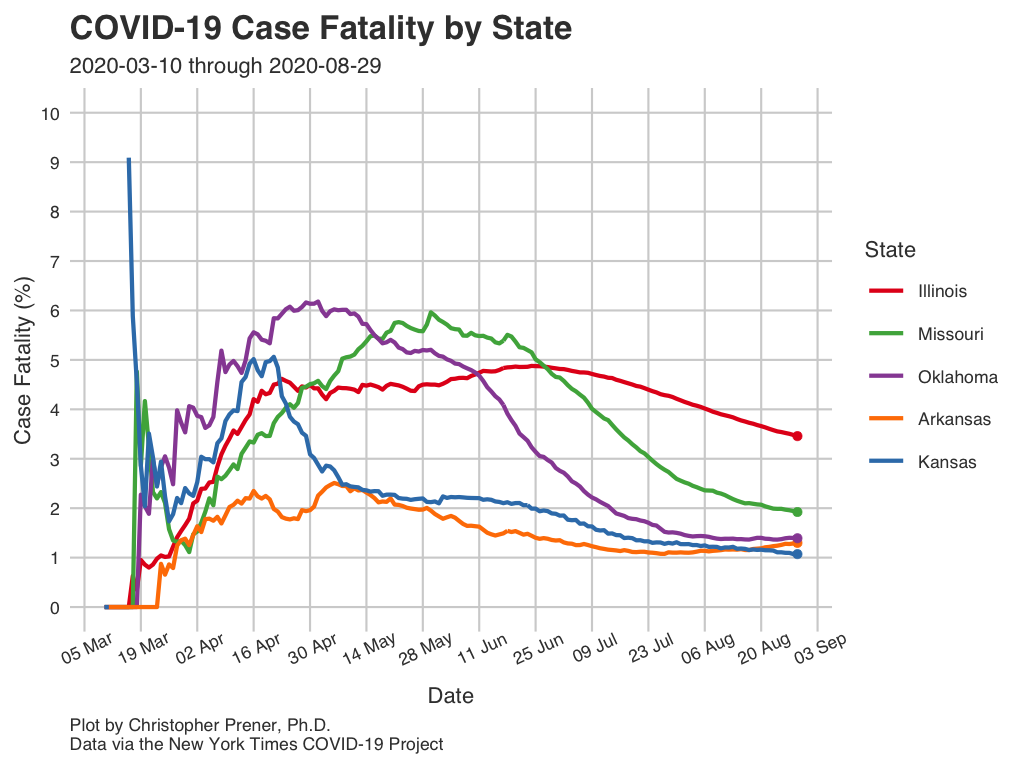 COVID-19 Case Fatality by State
2020-03-10 through 2020-08-29
Case Fatality (%)
10
9
8
7
6
5
4
3
2
1
0
05 Mar
19 Mar
02 Apr
16 Apr
30 Apr
14 May
28 May
11 Jun
25 Jun
09 Jul
23 Jul
06 Aug
20 Aug
03 Sep
Date
State
Illinois
Missouri
Oklahoma
Arkansas
Kansas
Plot by Christopher Prener, Ph.D.
Data via the New York Times COVID-19 Project